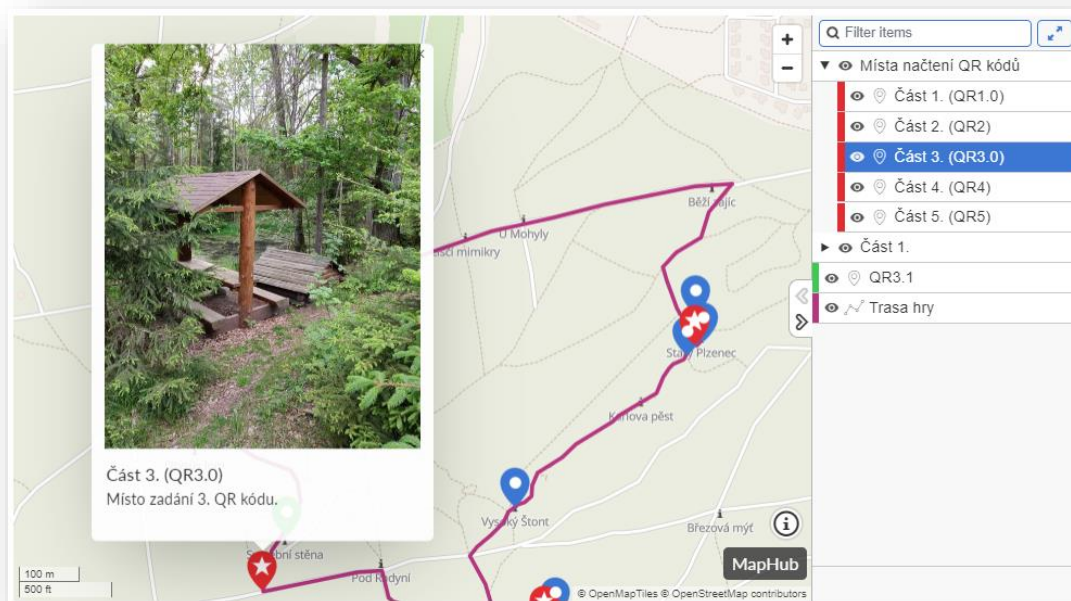 Filter items
Místa načtení QR kódů
Část 1. (QR1.0)
Část 2. (QR2)
Část 3. (QR3.0)
Část 4. (QR4)
Část 5. (QR5)
Část 1.
QR3.1
Trasa hry
Běží zajíc
U Mohyly
mimikry
Starý Plzenec
Karlova pěst
Vysoký Štont
Březová mýť
stěna
Pod Radyní
Část 3. (QR3.0)
Místo zadání 3. QR kódu.
100 m
500 ft
MapHub
© OpenMapTiles © OpenStreetMap contributors